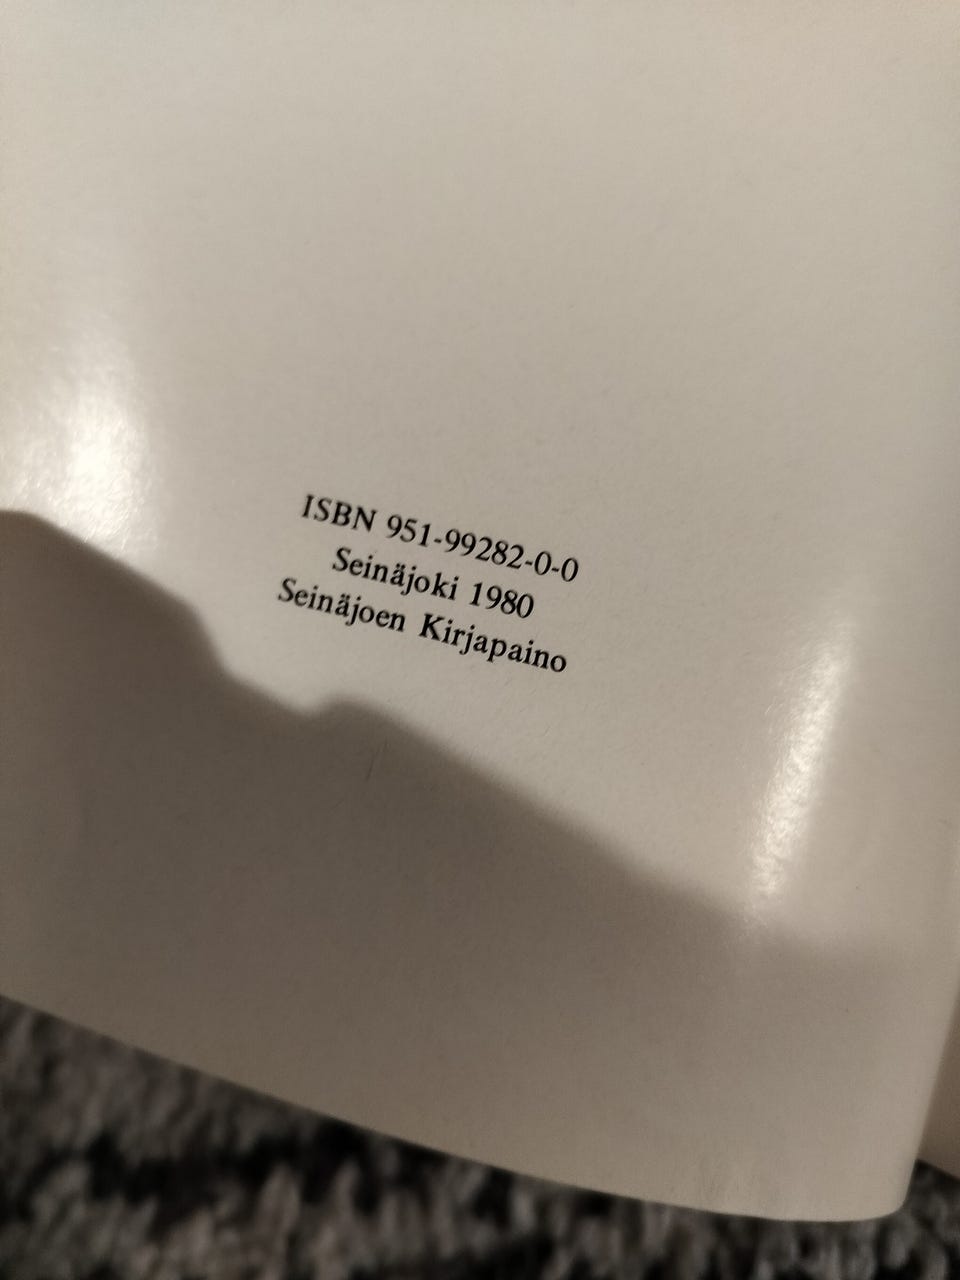 ISBN 951-99282-0-0
Seinäjoki 1980
Seinäjoen Kirjapaino